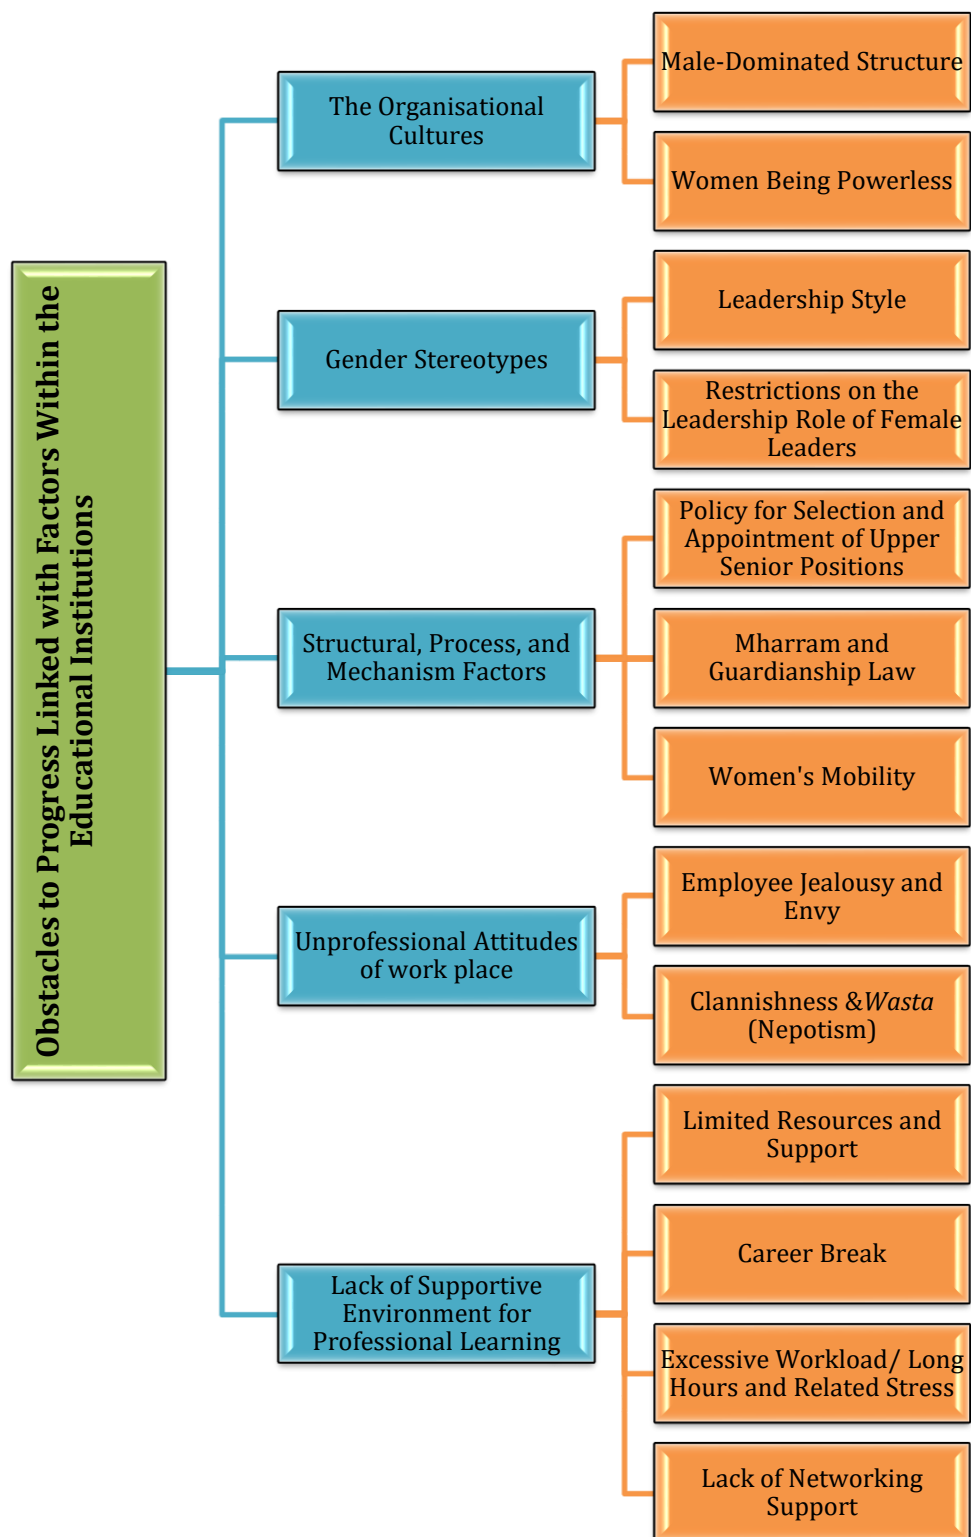 Obstacles to Progress Linked with Factors Within the
Educational Institutions
The Organisational
Cultures
Male-Dominated Structure
Women Being Powerless
Gender Stereotypes
Leadership Style
Restrictions on the
Leadership Role of Female
Leaders
Structural, Process, and
Mechanism Factors
Policy for Selection and
Appointment of Upper
Senior Positions
Mharram and
Guardianship Law
Women's Mobility
Unprofessional Attitudes
of work place
Employee Jealousy and
Envy
Clannishness &Wasta
(Nepotism)
Lack of Supportive
Environment for
Professional Learning
Limited Resources and
Support
Career Break
Excessive Workload/ Long
Hours and Related Stress
Lack of Networking
Support